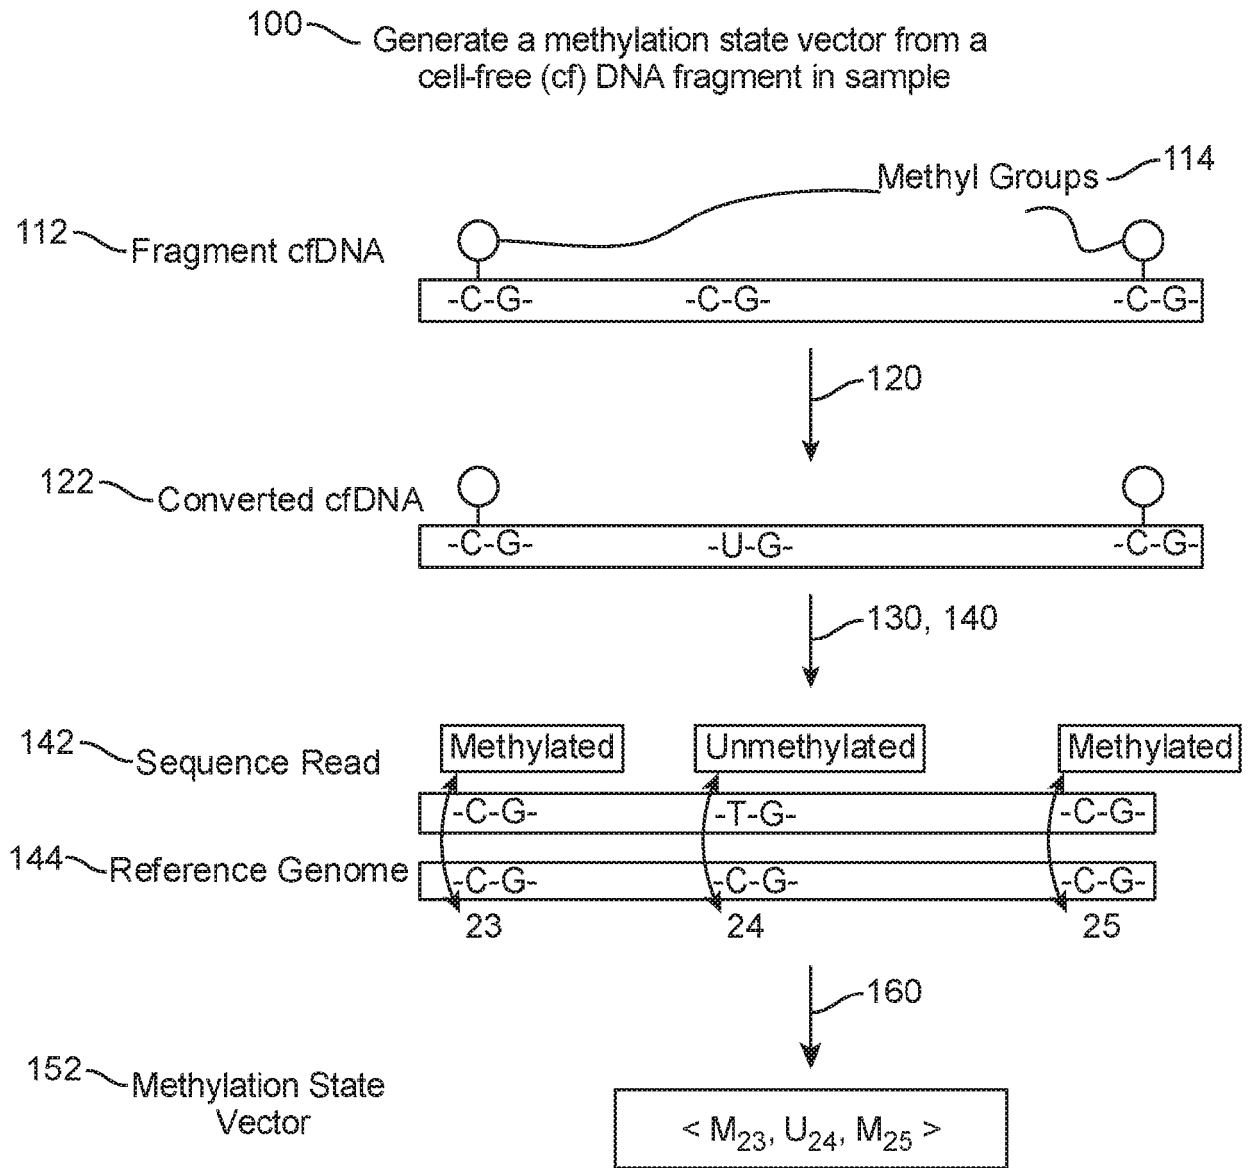 100 Generate a methylation state vector from a
cell-free (cf) DNA fragment in sample
Methyl Groups 114
112 Fragment cfDNA
-C-G- -C-G- -C-G-
120
122 Converted cfDNA
-C-G- -U-G- -C-G-
130, 140
142 Sequence Read Methylated Unmethylated Methylated
-C-G- -T-G- -C-G-
144 Reference Genome -C-G- -C-G- -C-G-
23 24 25
160
152 Methylation State
Vector
< M23, U24, M25 >